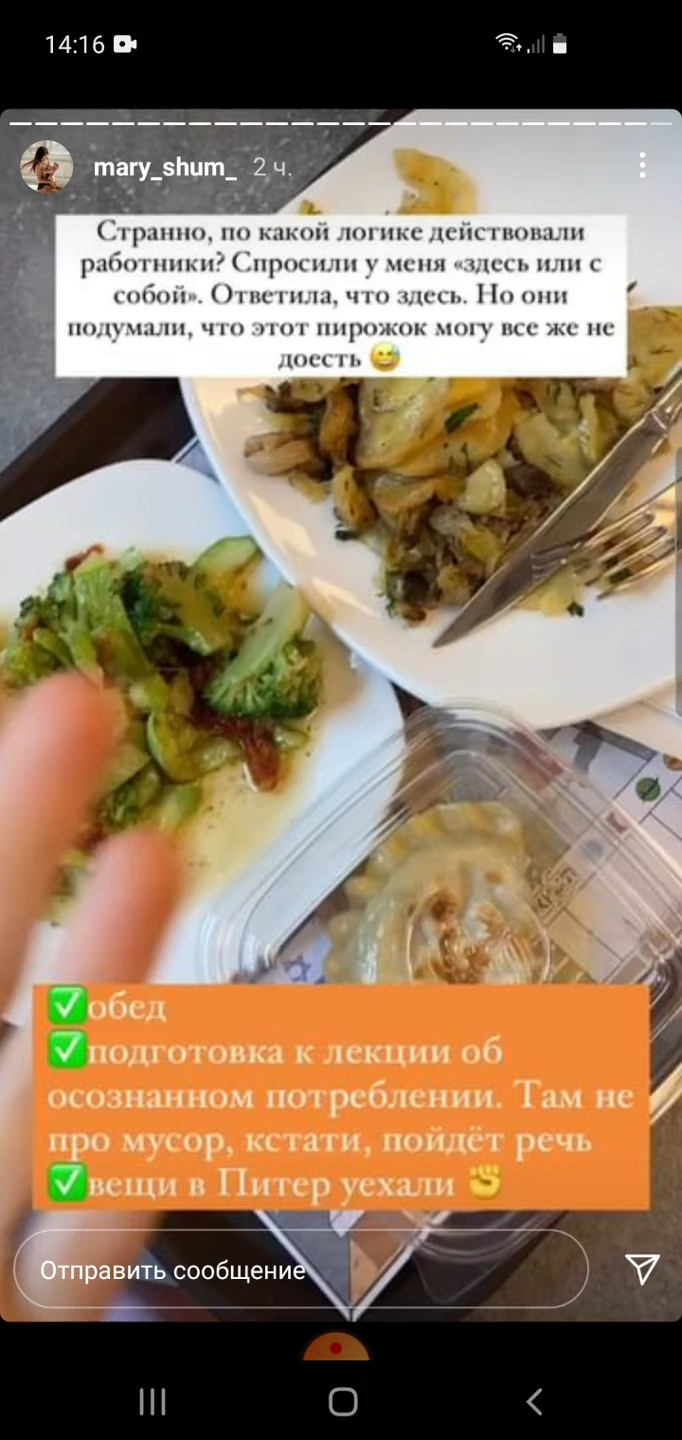 14:16
mary_shum_ 2 ч.
Странно, по какой логике действовали
работники? Спросили у меня «здесь или с
собой». Ответила, что здесь. Но они
подумали, что этот пирожок могу все же не
доесть 😅
✅обед
✅подготовка к лекции об
осознанном потреблении. Там не
про мусор, кстати, пойдёт речь
✅вещи в Питер уехали ✊
Отправить сообщение